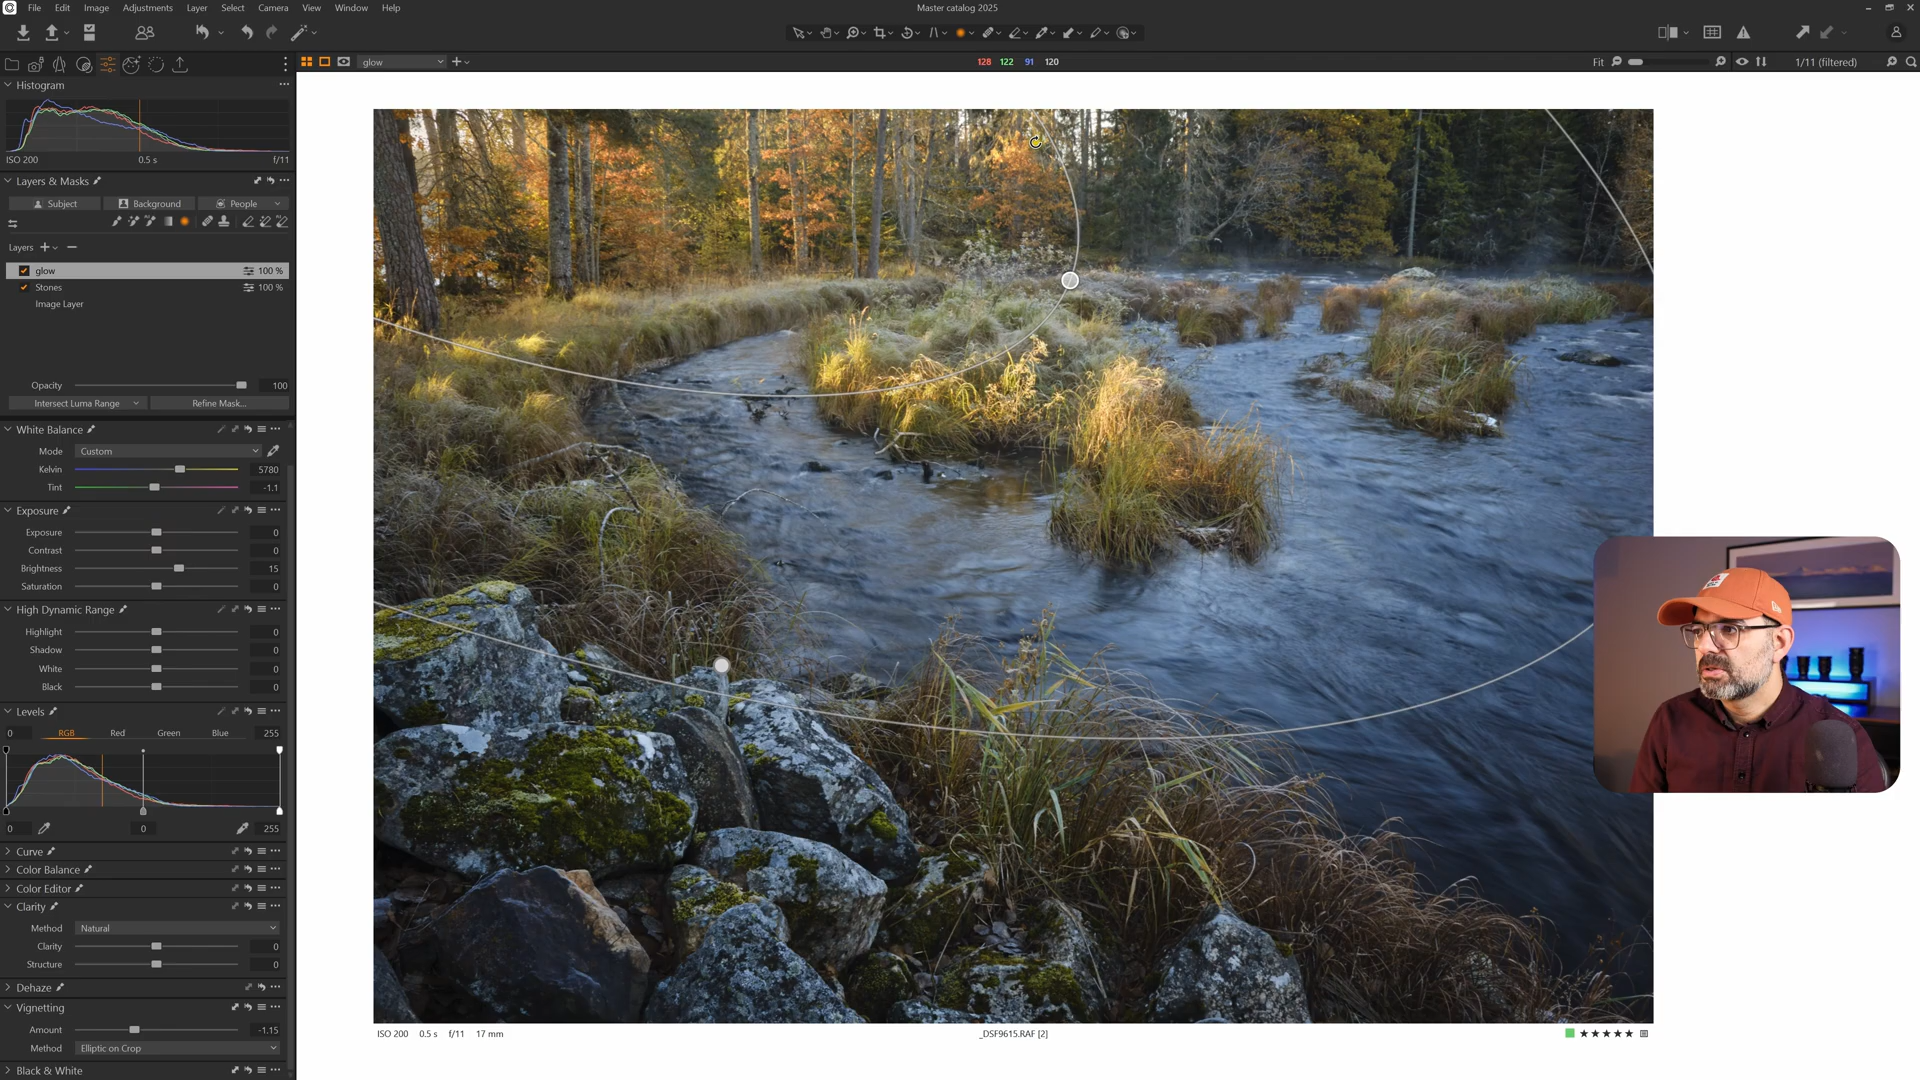 File Edit Image Adjustments Layer Select Camera View Window Help
Master catalog 2025
glow
128 122 91 120
Fit
1/11 (filtered)
Histogram
ISO 200 0.5 s f/11
Layers & Masks
Subject Background People
Layers
glow 100 %
Stones 100 %
Image Layer
Opacity 100
Intersect Luma Range Refine Mask...
White Balance
Mode Custom
Kelvin 5780
Tint -1.1
Exposure
Exposure 0
Contrast 0
Brightness 15
Saturation 0
High Dynamic Range
Highlight 0
Shadow 0
White 0
Black 0
Levels
0 RGB Red Green Blue 255
0 0 255
Curve
Color Balance
Color Editor
Clarity
Method Natural
Clarity 0
Structure 0
Dehaze
Vignetting
Amount -1.15
Method Elliptic on Crop
Black & White
ISO 200 0.5 s f/11 17 mm
_DSF9615.RAF [2]